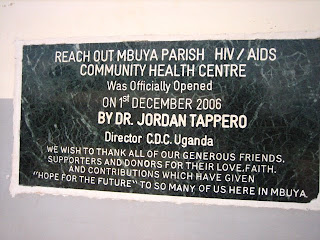 REACH OUT MBUYA PARISH HIV / AIDS
COMMUNITY HEALTH CENTRE
Was Officially Opened
ON 1st DECEMBER 2006
BY DR. JORDAN TAPPERO
Director C.D.C. Uganda
WE WISH TO THANK ALL OF OUR GENEROUS FRIENDS,
SUPPORTERS AND DONORS FOR THEIR LOVE, FAITH,
AND CONTRIBUTIONS WHICH HAVE GIVEN
"HOPE FOR THE FUTURE" TO SO MANY OF US HERE IN MBUYA.